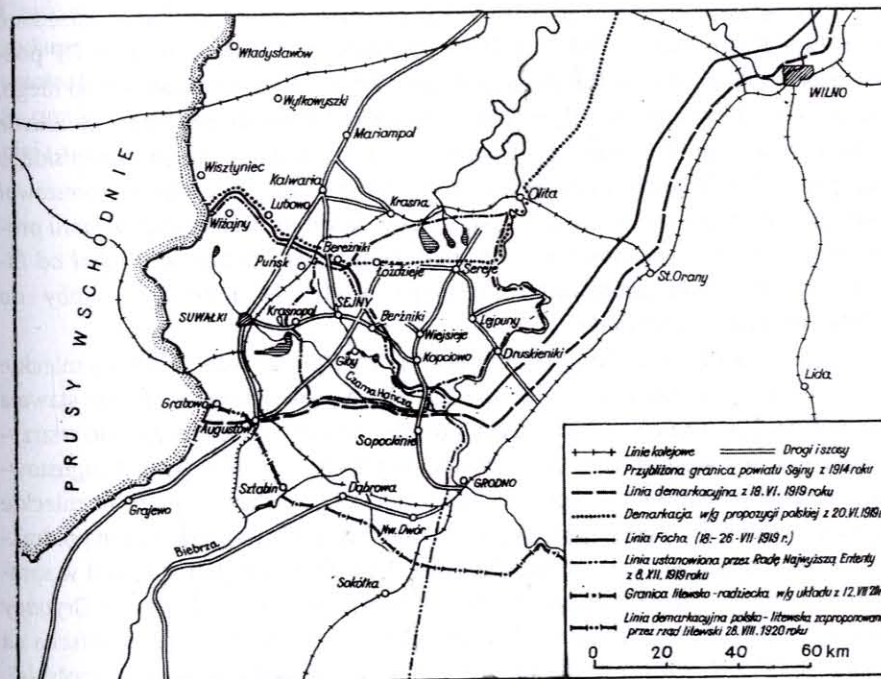 Władysławów
Wyłkowyszki
WILNO
Mariampol
Wisztyniec
Kalwaria
Lubowo
Krasna
Olita
Wiżajny
Bereźniki
Puńsk
Łoździeje
Sereje
St. Orany
SUWAŁKI
Krasnopol
SEJNY
Berżniki
Lejpuny
Wiejsieje
Kopciowo
Druskieniki
Giby
Czarna Hańcza
Lida
PRUSY WSCHODNIE
Grabowo
Augustów
Sopockinie
Sztabin
Dąbrowa
GRODNO
Grajewo
Nw. Dwór
Biebrza
Sokółka
Linie kolejowe Drogi i szosy
Przybliżona granica powiatu Sejny z 1914 roku
Linia demarkacyjna z 18.VI.1919 roku
Demarkacja w/g propozycji polskiej z 20.VI.1919r
Linia Focha (18-26-VII-1919 r.)
Linia ustanowiona przez Radę Najwyższą Ententy
z 8.XII.1919 roku
Granica litewsko-radziecka w/g układu z 12.VII
Linia demarkacyjna polsko-litewska zaproponowana
przez rząd litewski 28.VIII.1920 roku
0 20 40 60 km